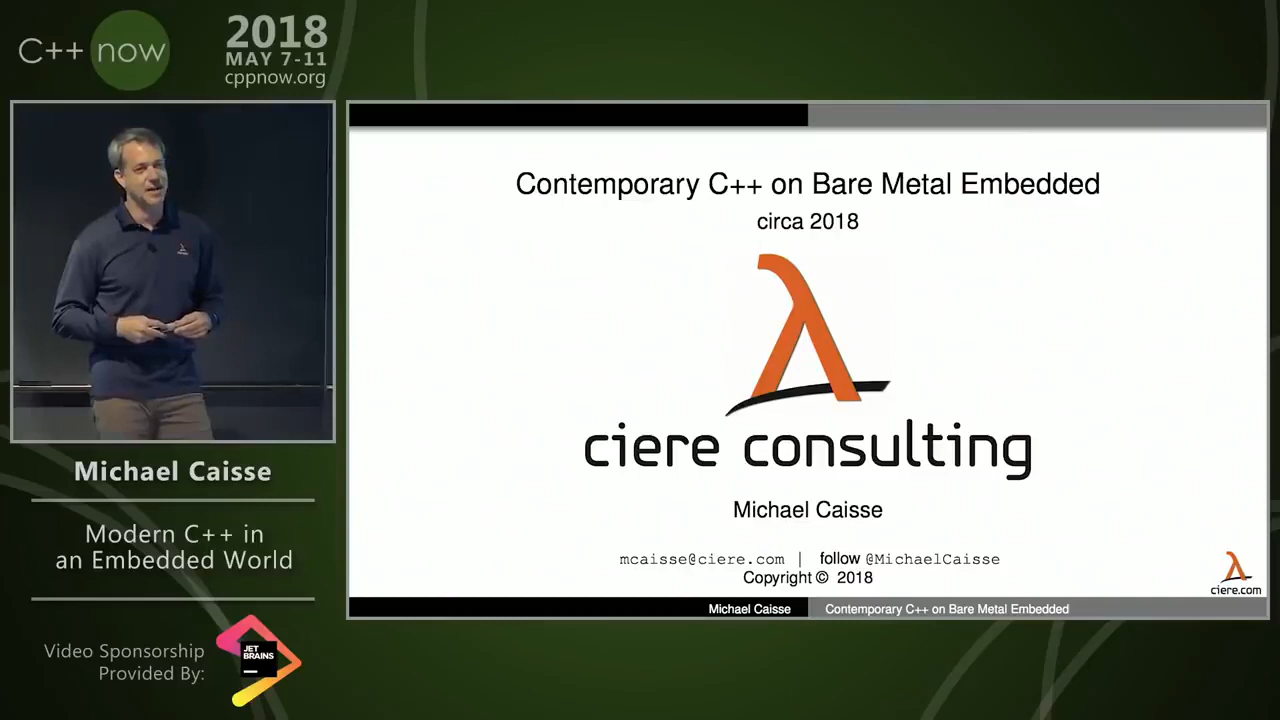 C++ now
2018
MAY 7-11
cppnow.org
Michael Caisse
Modern C++ in
an Embedded World
Video Sponsorship
Provided By:
JET
BRAINS
Contemporary C++ on Bare Metal Embedded
circa 2018
ciere consulting
Michael Caisse
mcaisse@ciere.com | follow @MichaelCaisse
Copyright © 2018
ciere.com
Michael Caisse
Contemporary C++ on Bare Metal Embedded